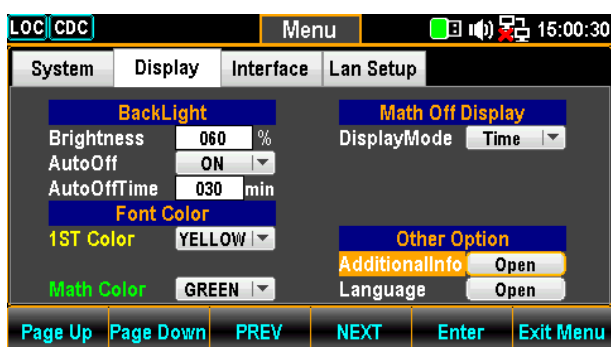 LOC CDC Menu 15:00:30
System Display Interface Lan Setup
BackLight
Brightness 060 %
AutoOff ON
AutoOffTime 030 min
Font Color
1ST Color YELLOW
Math Color GREEN
Math Off Display
DisplayMode Time
Other Option
AdditionalInfo Open
Language Open
Page Up Page Down PREV NEXT Enter Exit Menu